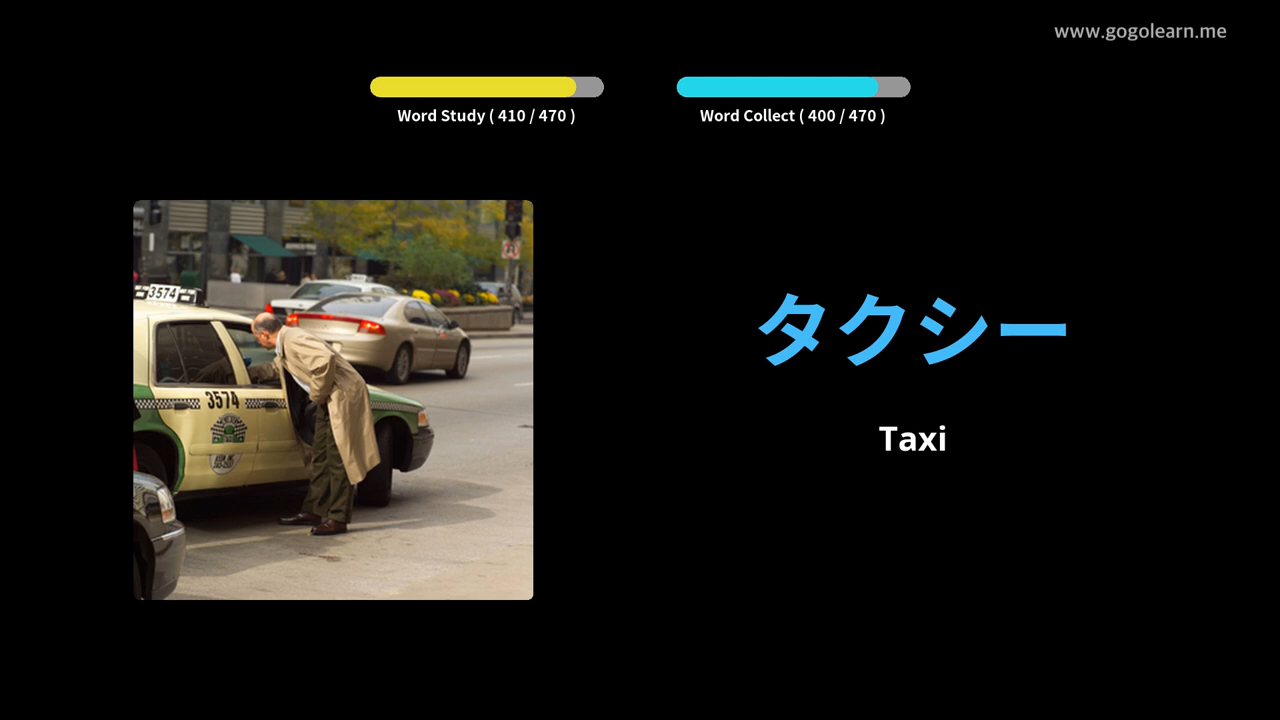 www.gogolearn.me
Word Study ( 410 / 470 )
Word Collect ( 400 / 470 )
3574
3574
タクシー
Taxi